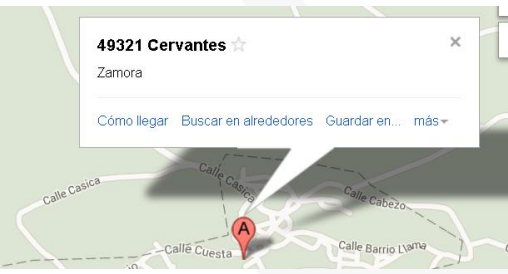 49321 Cervantes
Zamora
Cómo llegar Buscar en alrededores Guardar en... más
Calle Casica
Calle Casica
Calle Cabezo
A
Calle Cuesta
Calle Barrio Llama